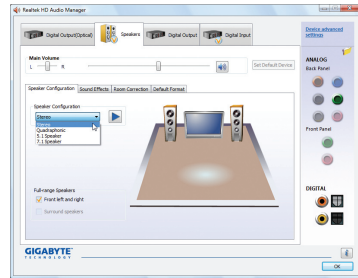 Realtek HD Audio Manager
Digital Output(Optical)
Speakers
Digital Output
Digital Input
Device advanced settings
Main Volume
L
R
Set Default Device
ANALOG
Back Panel
Speaker Configuration
Sound Effects
Room Correction
Default Format
Speaker Configuration
Stereo
Stereo
Quadraphonic
5.1 Speaker
7.1 Speaker
Front Panel
Full-range Speakers
Front left and right
Surround speakers
DIGITAL
GIGABYTE
TECHNOLOGY
OK